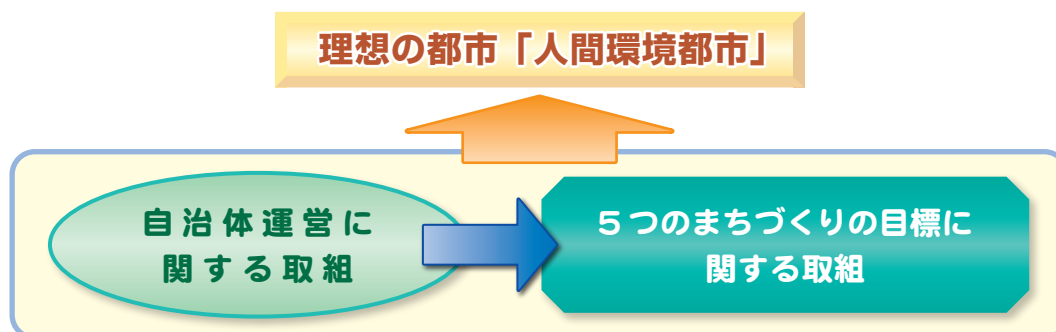 理想の都市「人間環境都市」
自治体運営に
関する取組
５つのまちづくりの目標に
関する取組